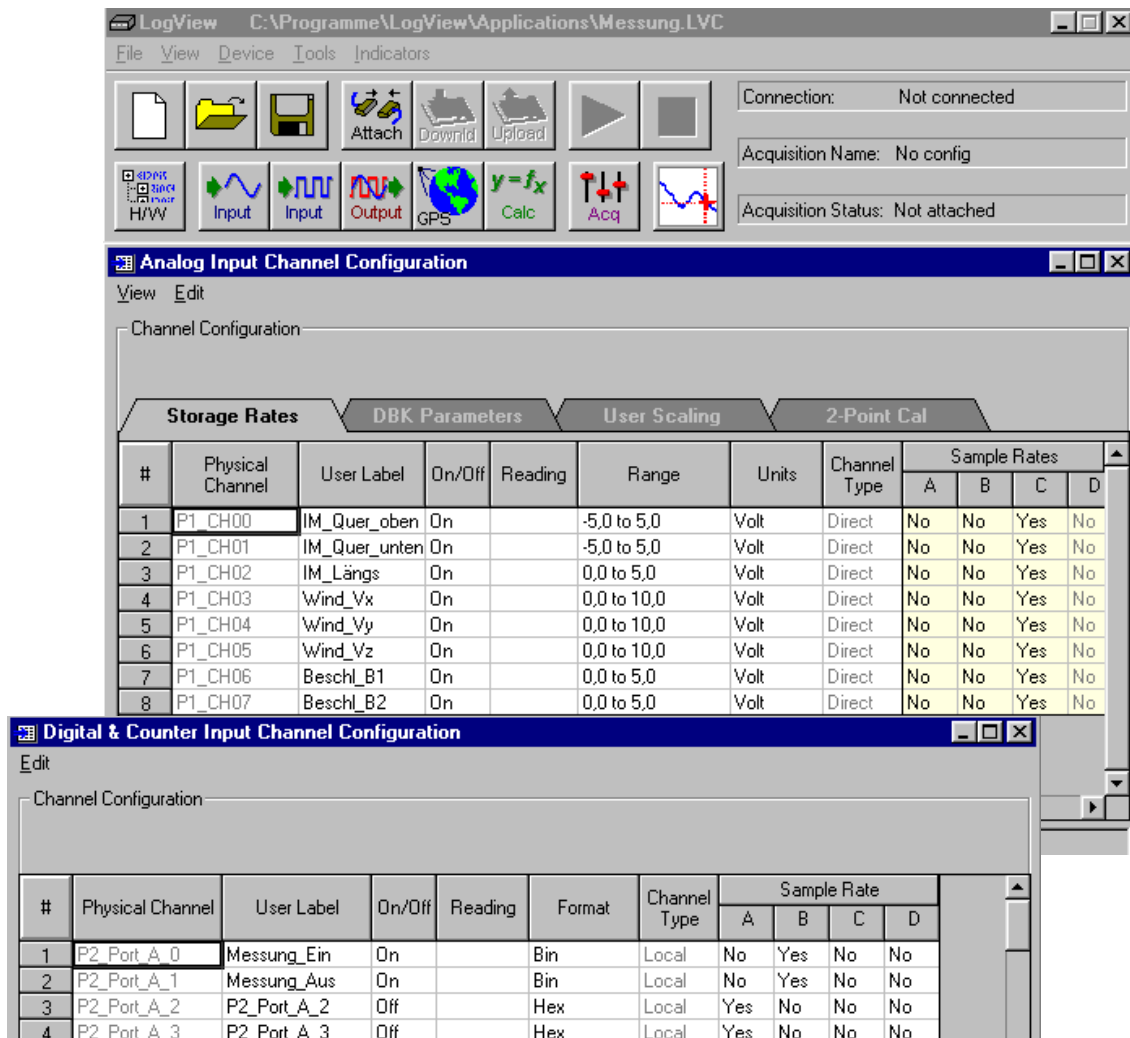 LogView C:\Programme\LogView\Applications\Messung.LVC
File View Device Tools Indicators
Attach Downld Upload
Connection: Not connected
Acquisition Name: No config
Acquisition Status: Not attached
H/W Input Input Output GPS y=fx Calc Acq
Analog Input Channel Configuration
View Edit
Channel Configuration
Storage Rates DBK Parameters User Scaling 2-Point Cal
# Physical Channel User Label On/Off Reading Range Units Channel Type Sample Rates
A B C D
1 P1_CH00 IM_Quer_oben On -5,0 to 5,0 Volt Direct No No Yes No
2 P1_CH01 IM_Quer_unten On -5,0 to 5,0 Volt Direct No No Yes No
3 P1_CH02 IM_Längs On 0,0 to 5,0 Volt Direct No No Yes No
4 P1_CH03 Wind_Vx On 0,0 to 10,0 Volt Direct No No Yes No
5 P1_CH04 Wind_Vy On 0,0 to 10,0 Volt Direct No No Yes No
6 P1_CH05 Wind_Vz On 0,0 to 10,0 Volt Direct No No Yes No
7 P1_CH06 Beschl_B1 On 0,0 to 5,0 Volt Direct No No Yes No
8 P1_CH07 Beschl_B2 On 0,0 to 5,0 Volt Direct No No Yes No
Digital & Counter Input Channel Configuration
Edit
Channel Configuration
# Physical Channel User Label On/Off Reading Format Channel Type Sample Rate
A B C D
1 P2_Port_A_0 Messung_Ein On Bin Local No Yes No No
2 P2_Port_A_1 Messung_Aus On Bin Local No Yes No No
3 P2_Port_A_2 P2_Port_A_2 Off Hex Local Yes No No No
4 P2_Port_A_3 P2_Port_A_3 Off Hex Local Yes No No No